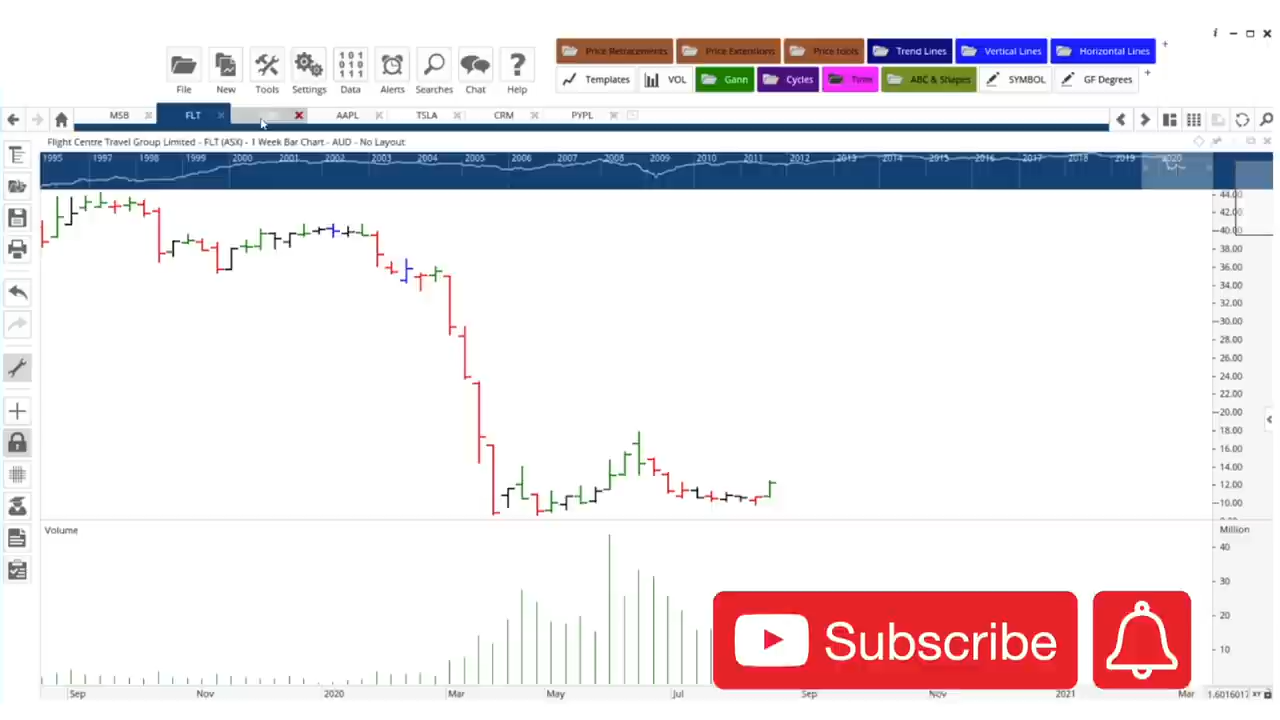 i
Price Retracements Price Extensions Price tools Trend Lines Vertical Lines Horizontal Lines +
Templates VOL Gann Cycles Time ABC & Shapes SYMBOL GF Degrees +
File New Tools Settings Data Alerts Searches Chat Help
MSB FLT AAPL TSLA CRM PYPL
Flight Centre Travel Group Limited - FLT (ASX) - 1 Week Bar Chart - AUD - No Layout
1995 1997 1998 1999 2000 2001 2002 2003 2004 2005 2006 2007 2008 2009 2010 2011 2012 2013 2014 2015 2016 2017 2018 2019 2020
44.00
42.00
40.00
38.00
36.00
34.00
32.00
30.00
28.00
26.00
24.00
22.00
20.00
18.00
16.00
14.00
12.00
10.00
Volume Million
40
30
20
10
Subscribe
Sep Nov 2020 Mar May Jul Sep Nov 2021 Mar 1.6016017 XY